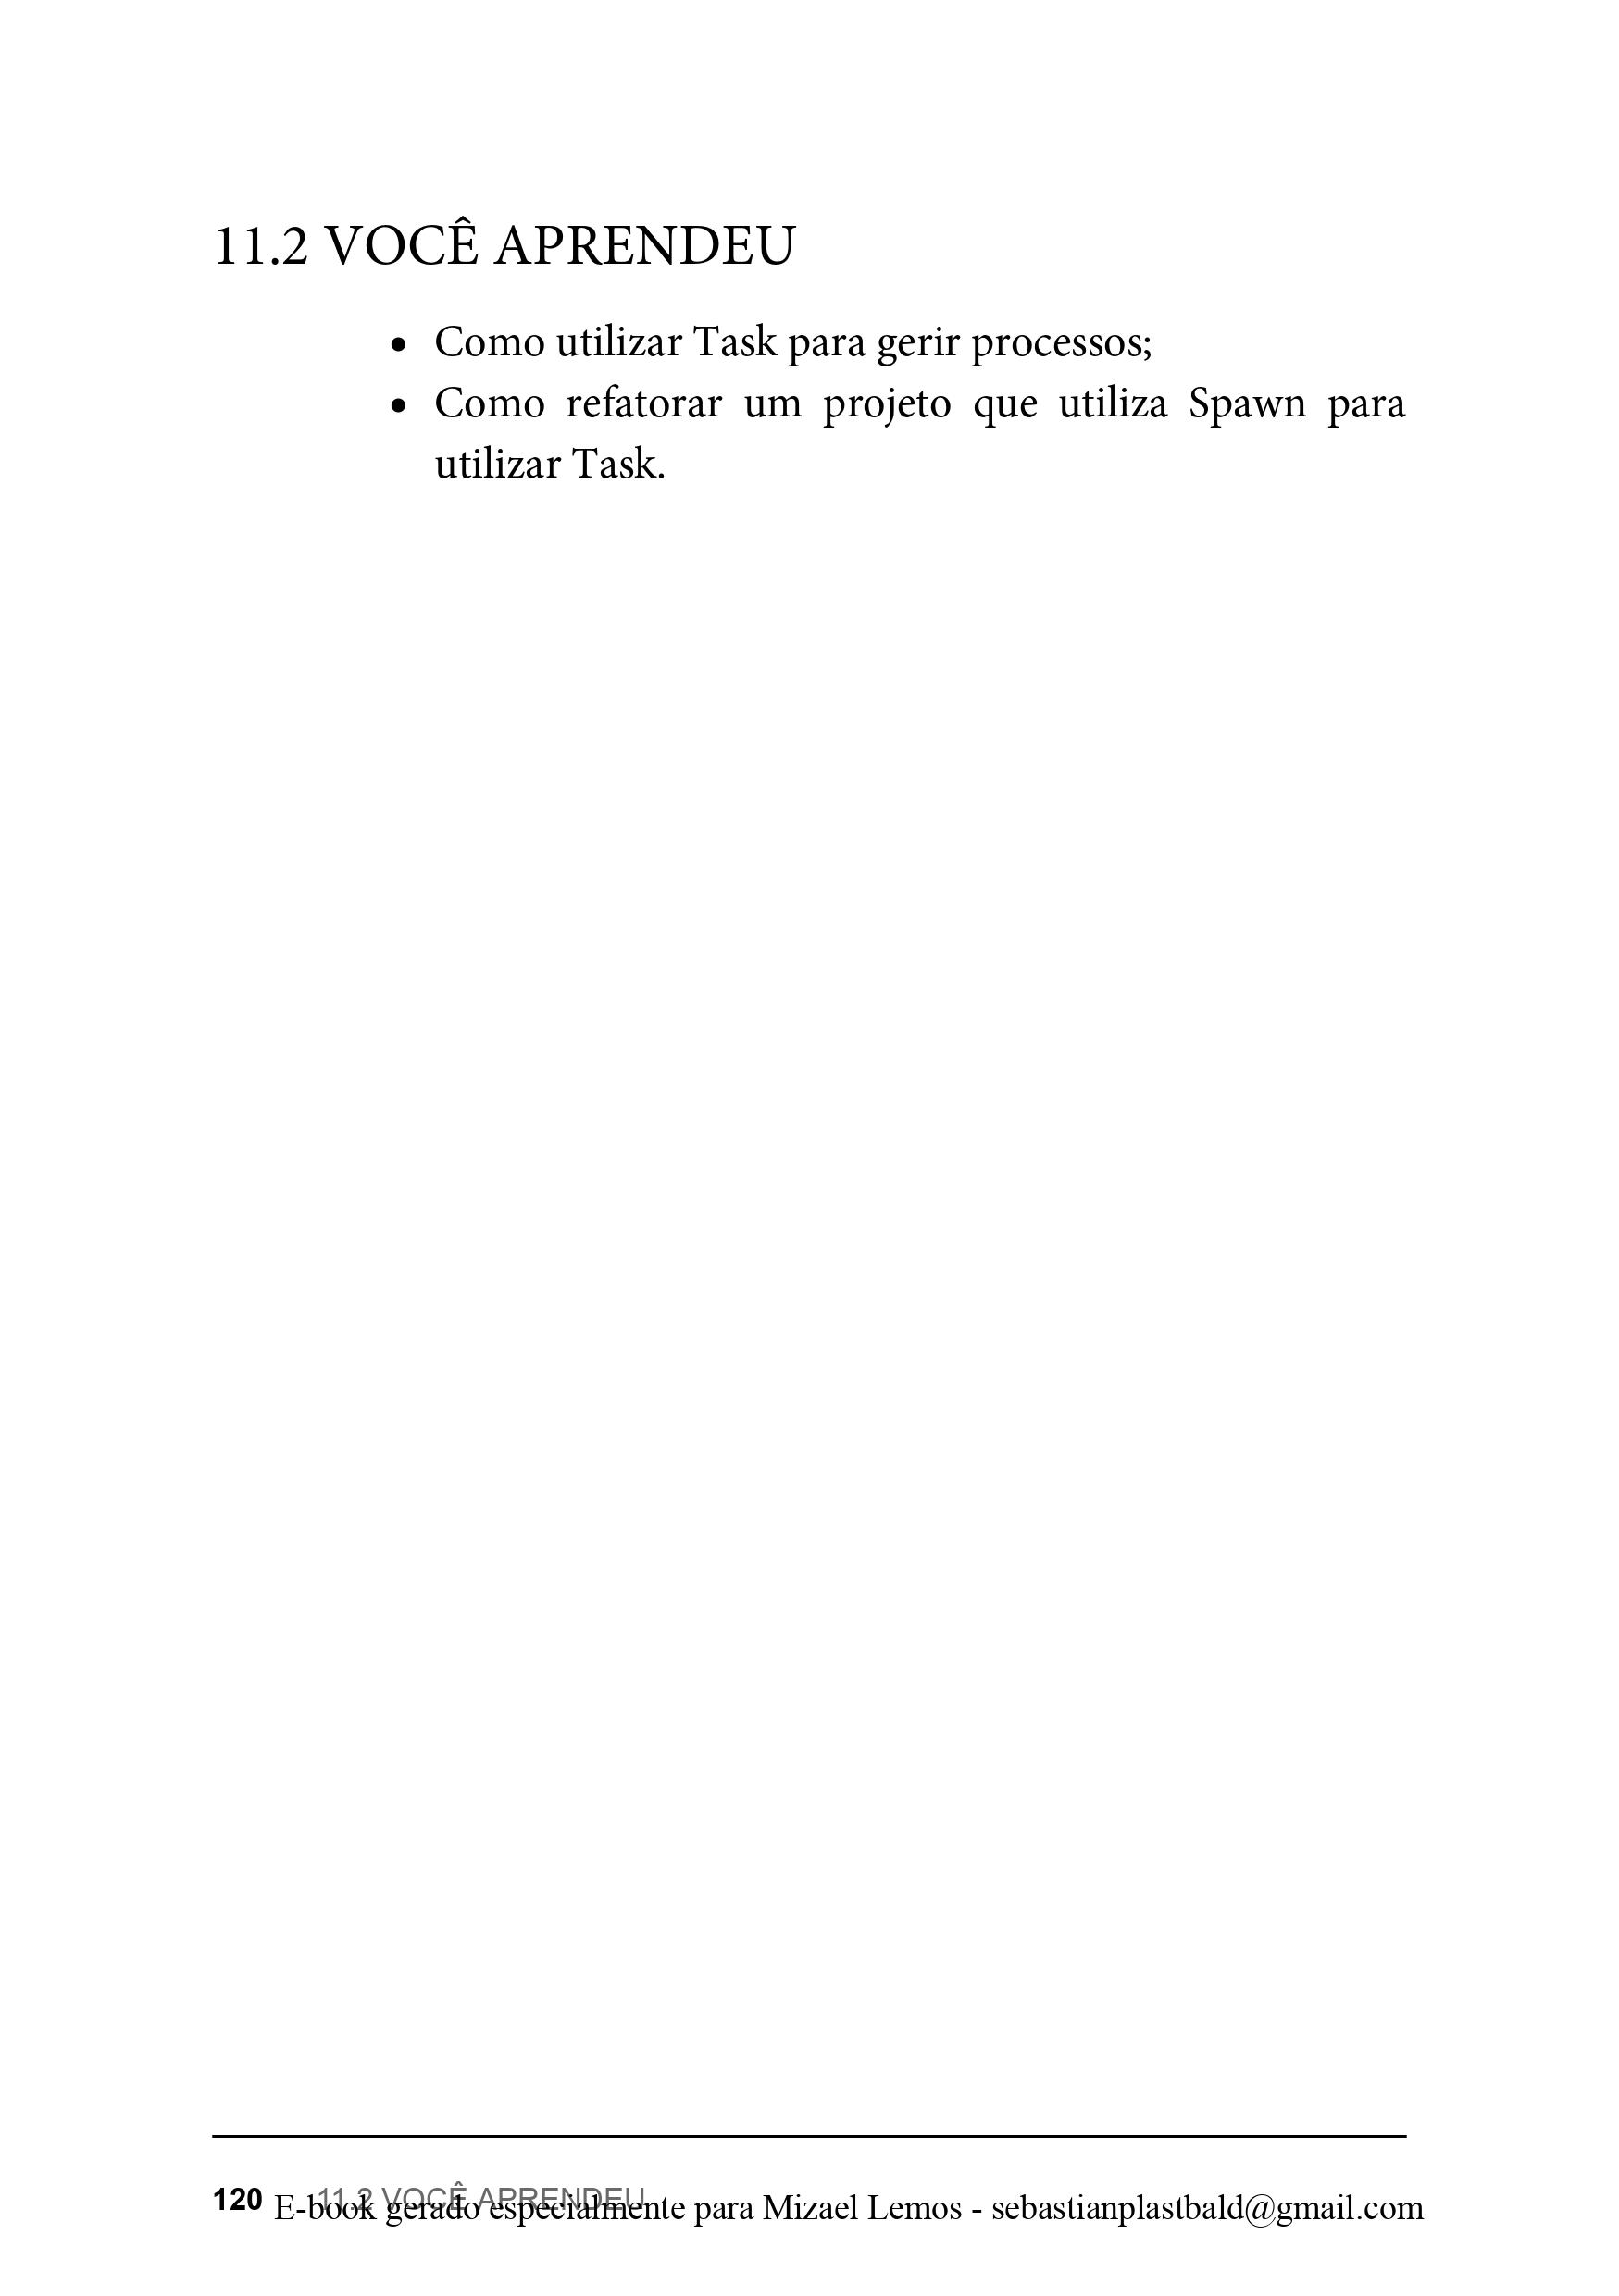 11.2 VOCÊ APRENDEU
• Como utilizar Task para gerir processos;
• Como refatorar um projeto que utiliza Spawn para
utilizar Task.
120 11.2 VOCÊ APRENDEU
E-book gerado especialmente para Mizael Lemos - sebastianplastbald@gmail.com